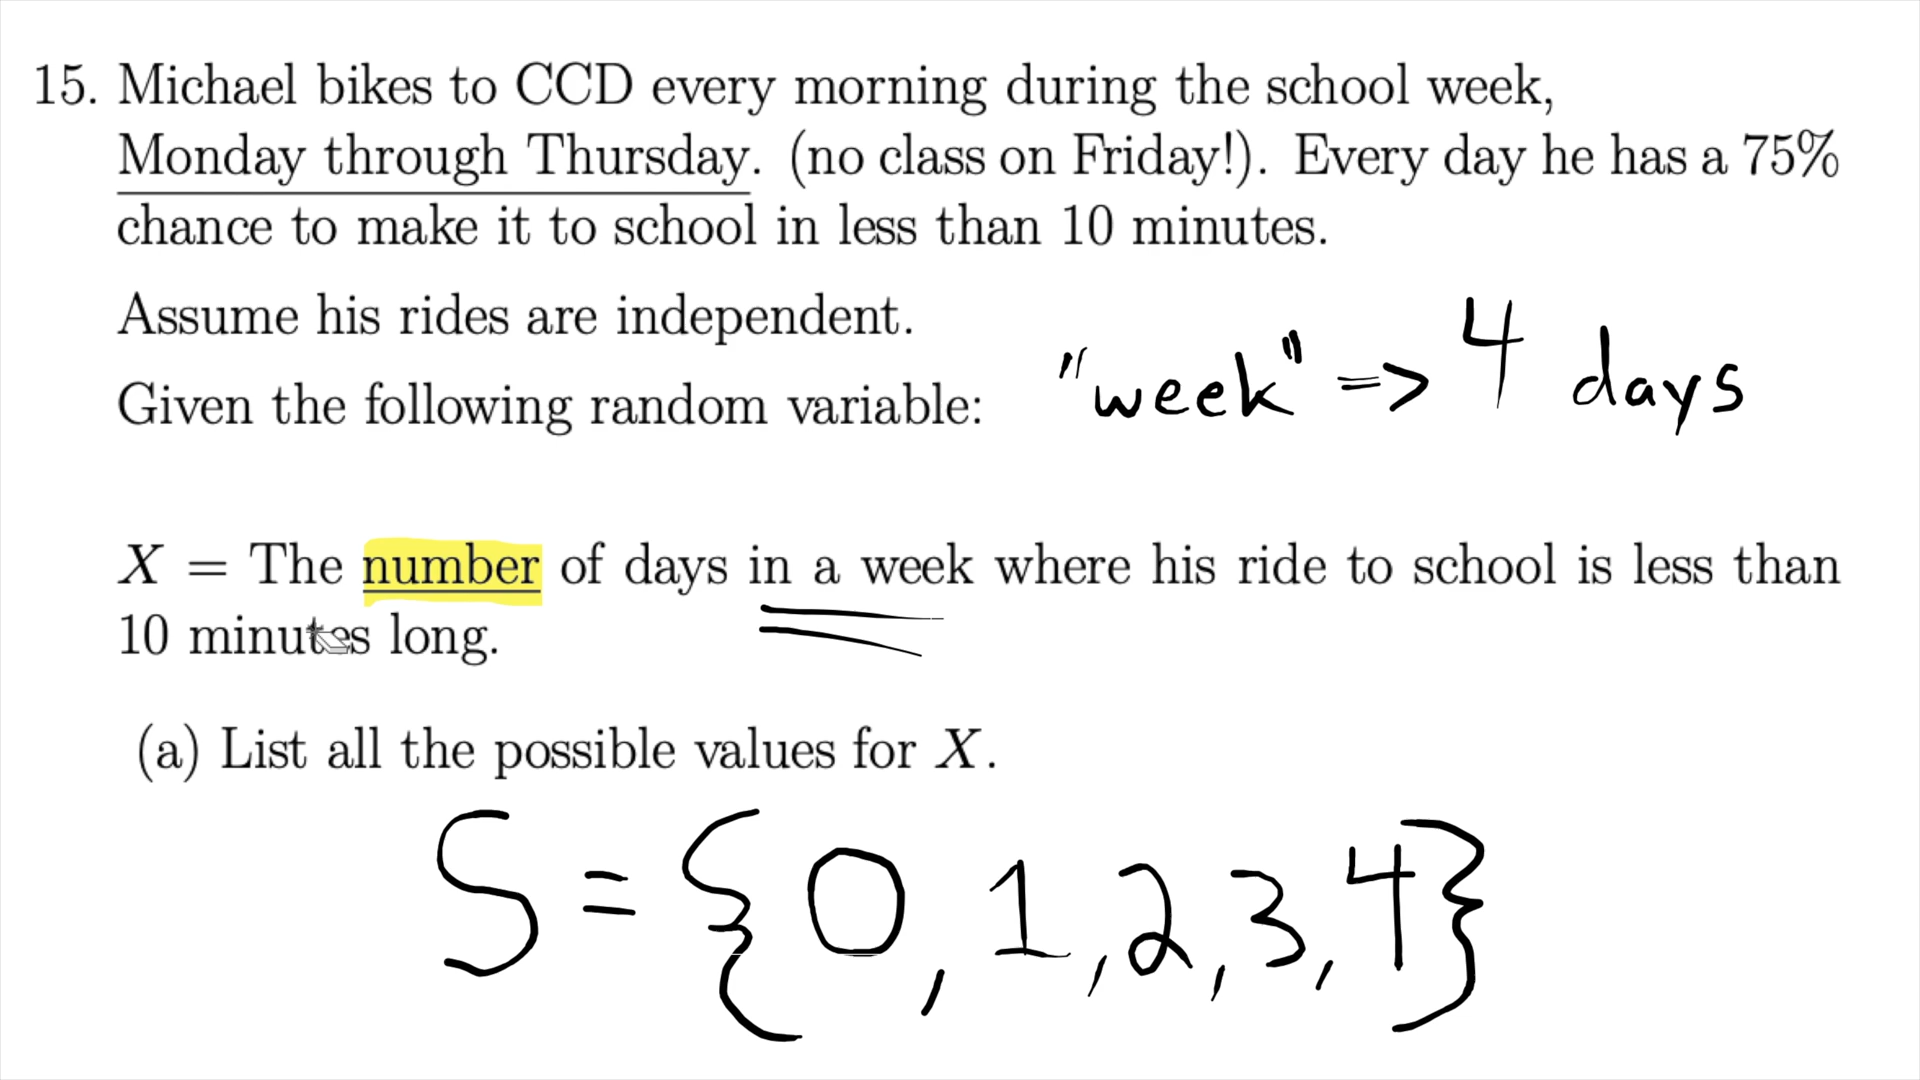 15. Michael bikes to CCD every morning during the school week,
Monday through Thursday. (no class on Friday!). Every day he has a 75%
chance to make it to school in less than 10 minutes.
Assume his rides are independent.
"week" => 4 days
Given the following random variable:
X = The number of days in a week where his ride to school is less than
10 minutes long.
(a) List all the possible values for X.
S = {0, 1, 2, 3, 4}